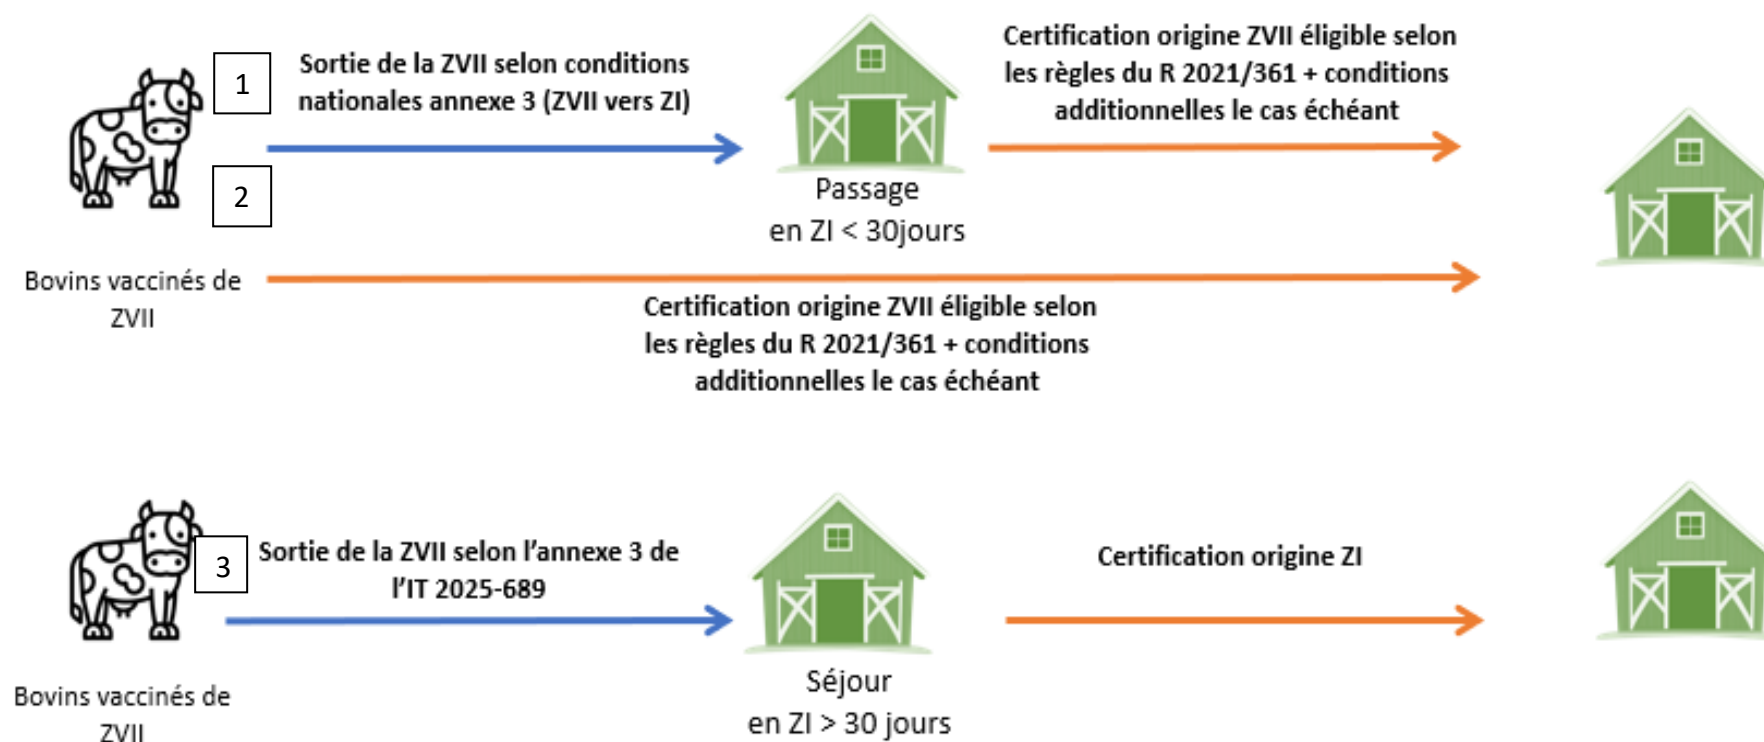 1
Sortie de la ZVII selon conditions
nationales annexe 3 (ZVII vers ZI)
Certification origine ZVII éligible selon
les règles du R 2021/361 + conditions
additionnelles le cas échéant
2
Passage
en ZI < 30jours
Bovins vaccinés de
ZVII
Certification origine ZVII éligible selon
les règles du R 2021/361 + conditions
additionnelles le cas échéant
3
Sortie de la ZVII selon l’annexe 3 de
l’IT 2025-689
Certification origine ZI
Séjour
en ZI > 30 jours
Bovins vaccinés de
ZVII